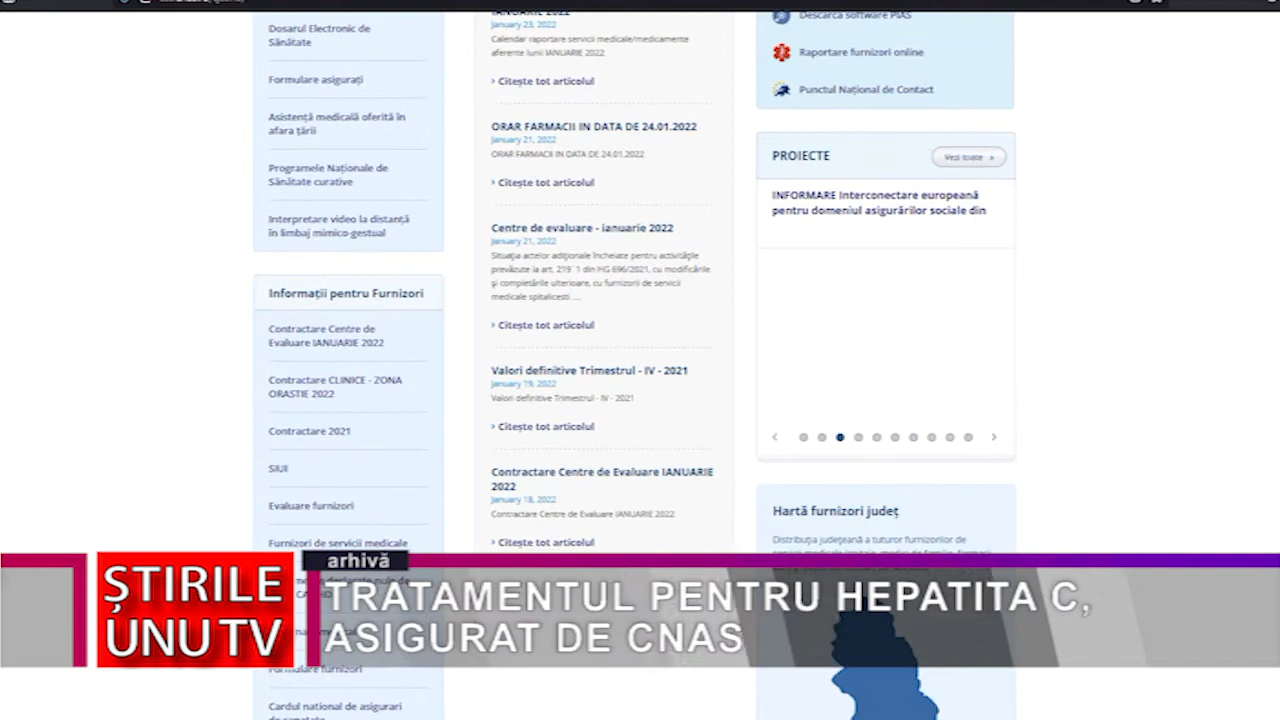 Dosarul Electronic de
Sănătate
Formulare asigurați
Asistență medicală oferită în
afara țării
Programele Naționale de
Sănătate curative
Interpretare video la distanță
în limbaj mimico-gestual
Informații pentru Furnizori
Contractare Centre de
Evaluare IANUARIE 2022
Contractare CLINICE - ZONA
ORASTIE 2022
Contractare 2021
SIUI
Evaluare furnizori
Furnizori de servicii medicale
Formulare furnizori
Cardul national de asigurari
de sanatate
IANUARIE 2022
January 23, 2022
Calendar raportare servicii medicale/medicamente
aferente lunii IANUARIE 2022
› Citește tot articolul
ORAR FARMACII IN DATA DE 24.01.2022
January 21, 2022
ORAR FARMACII IN DATA DE 24.01.2022
› Citește tot articolul
Centre de evaluare - ianuarie 2022
January 21, 2022
Situația actelor adiționale încheiate pentru activitățile
prevăzute la art. 219^1 din HG 696/2021, cu modificările
și completările ulterioare, cu furnizorii de servicii
medicale spitalicesti ....
› Citește tot articolul
Valori definitive Trimestrul - IV - 2021
January 19, 2022
Valori definitive Trimestrul - IV - 2021
› Citește tot articolul
Contractare Centre de Evaluare IANUARIE
2022
January 18, 2022
Contractare Centre de Evaluare IANUARIE 2022
› Citește tot articolul
Descarca software PIAS
Raportare furnizori online
Punctul Național de Contact
PROIECTE
Vezi toate ›
INFORMARE Interconectare europeană
pentru domeniul asigurărilor sociale din
Hartă furnizori județ
Distribuția județeană a tuturor furnizorilor de
arhivă
ȘTIRILE
UNU TV
TRATAMENTUL PENTRU HEPATITA C,
ASIGURAT DE CNAS